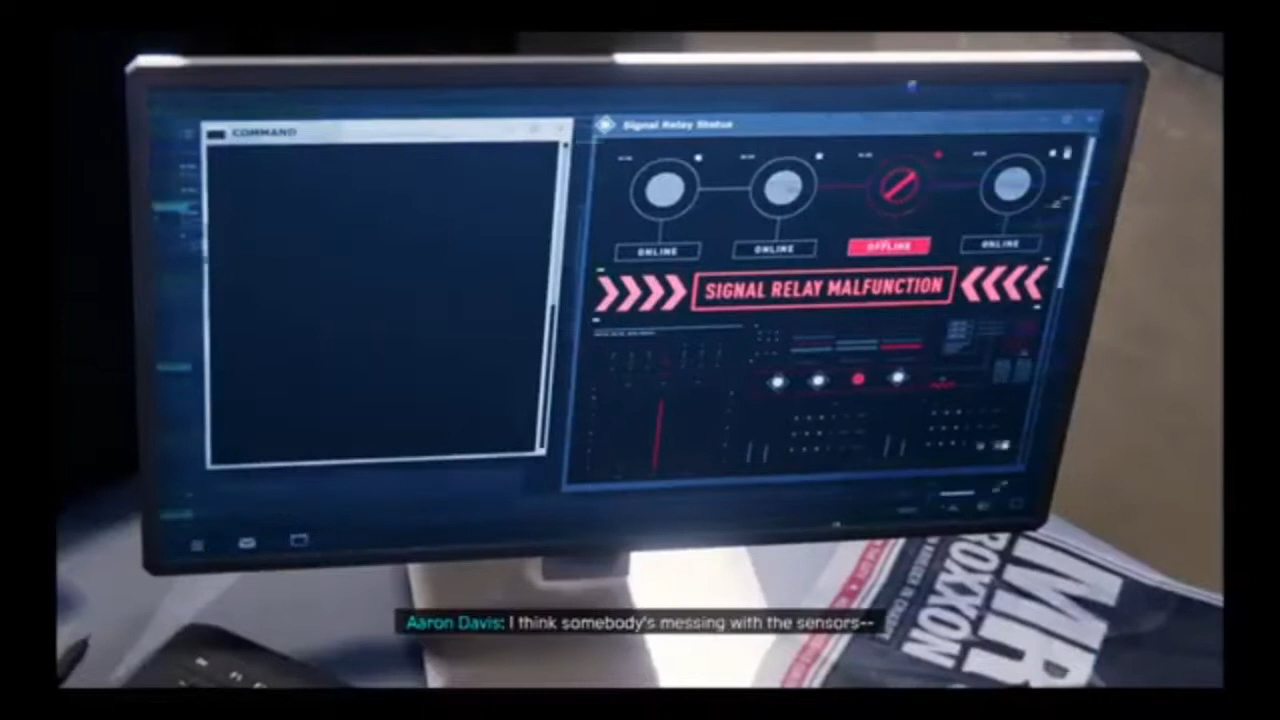 COMMAND
Signal Relay Status
ONLINE
ONLINE
OFFLINE
ONLINE
SIGNAL RELAY MALFUNCTION
MR
ROXXON
Aaron Davis: I think somebody's messing with the sensors--